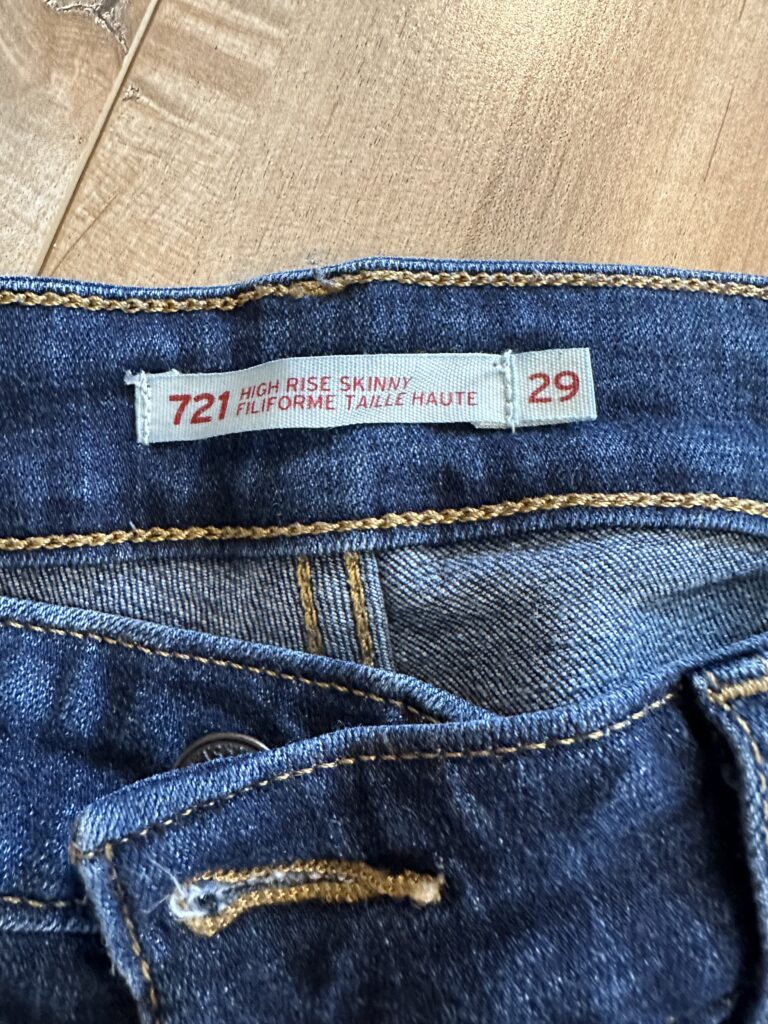 721 HIGH RISE SKINNY
FILIFORME TAILLE HAUTE
29